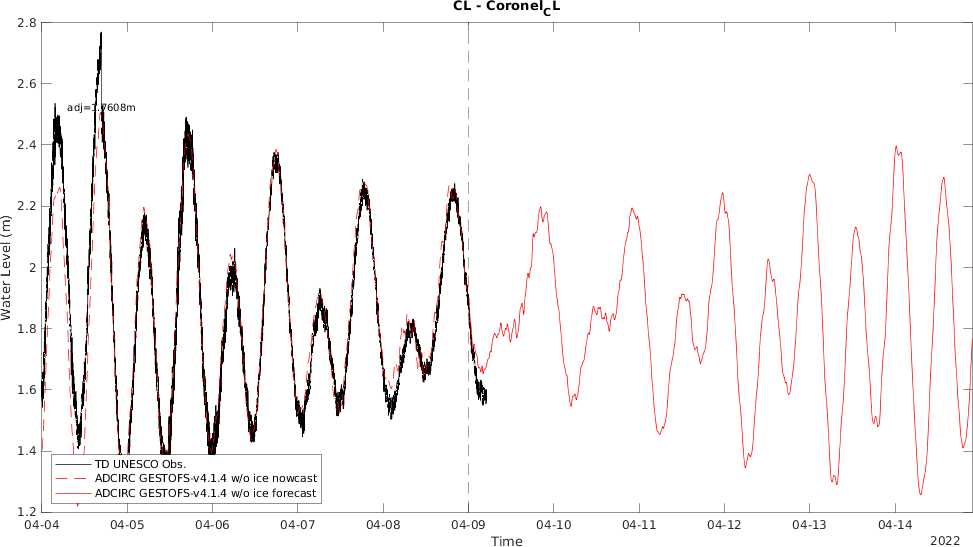 CL - Coronel_CL
2.8
2.6
2.4
2.2
2
1.8
1.6
1.4
1.2
Water Level (m)
adj=1.7608m
TD UNESCO Obs.
ADCIRC GESTOFS-v4.1.4 w/o ice nowcast
ADCIRC GESTOFS-v4.1.4 w/o ice forecast
04-04 04-05 04-06 04-07 04-08 04-09 04-10 04-11 04-12 04-13 04-14
Time
2022